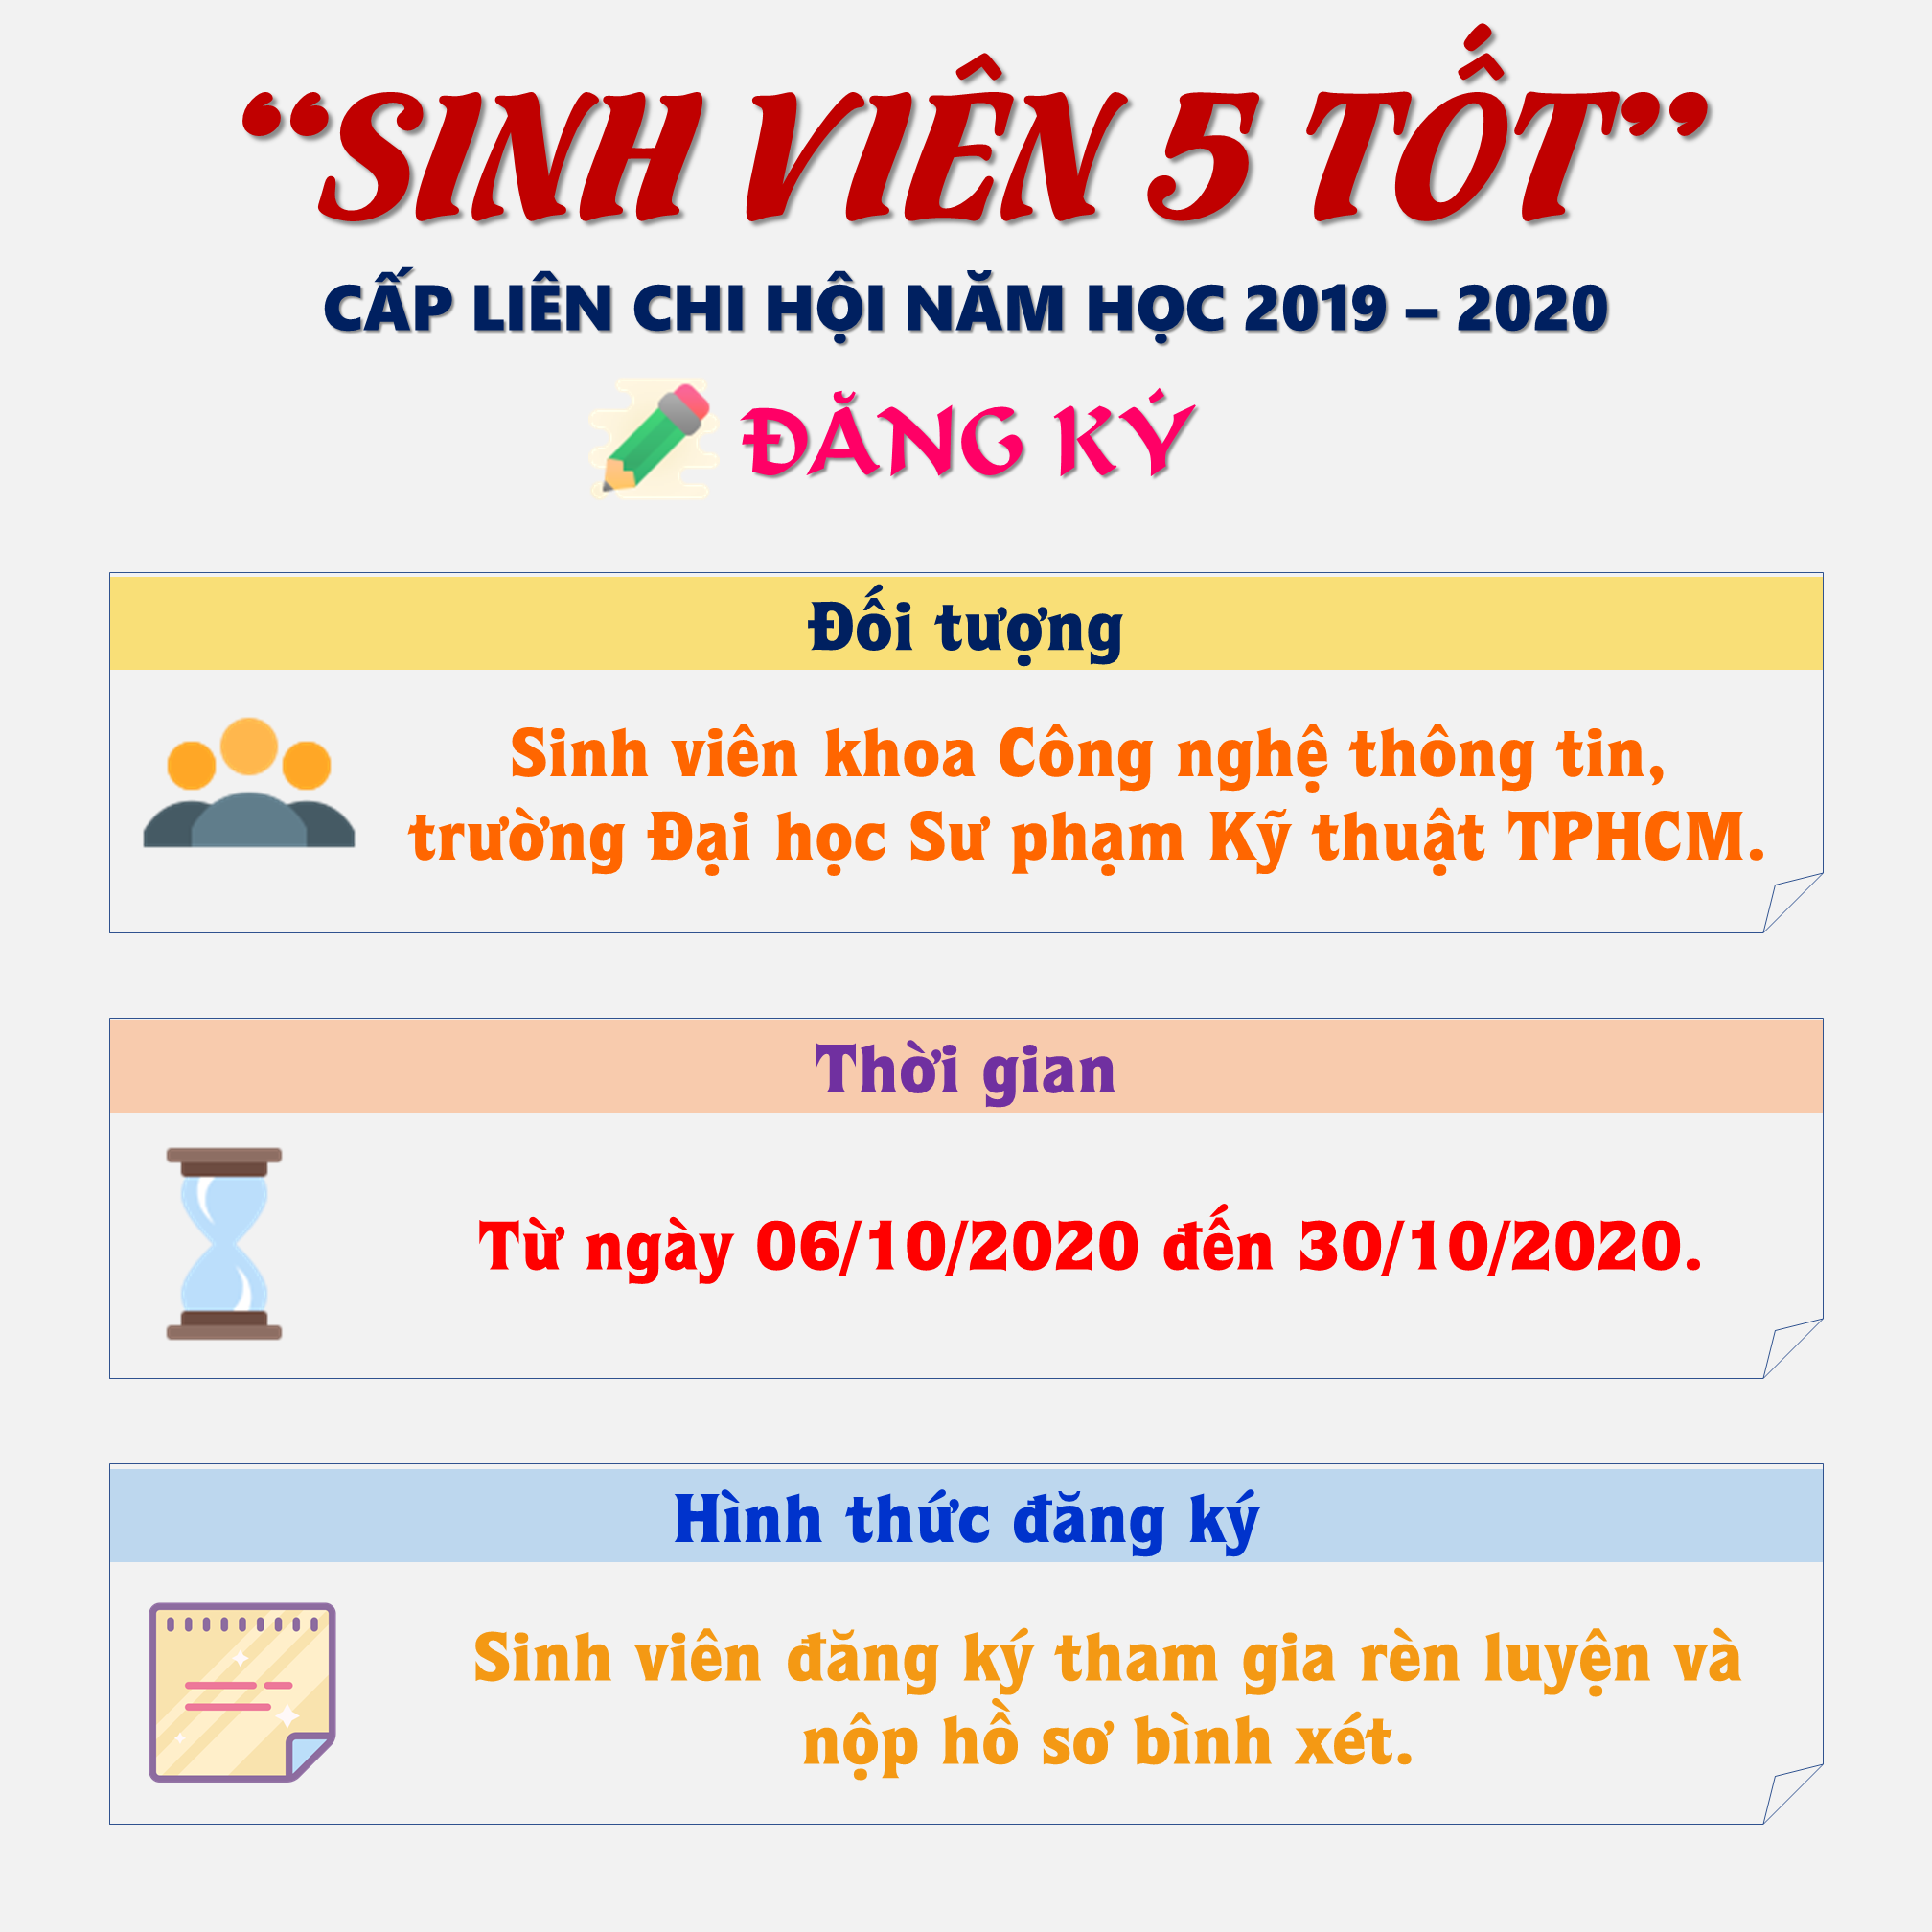 “SINH VIÊN 5 TỐT”
CẤP LIÊN CHI HỘI NĂM HỌC 2019 – 2020
ĐĂNG KÝ
Đối tượng
Sinh viên khoa Công nghệ thông tin,
trường Đại học Sư phạm Kỹ thuật TPHCM.
Thời gian
Từ ngày 06/10/2020 đến 30/10/2020.
Hình thức đăng ký
Sinh viên đăng ký tham gia rèn luyện và
nộp hồ sơ bình xét.